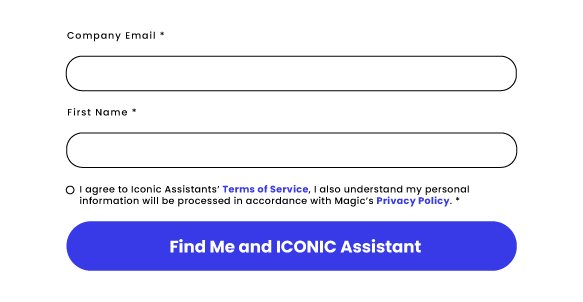 Company Email *
First Name *
I agree to Iconic Assistants’ Terms of Service, I also understand my personal
information will be processed in accordance with Magic’s Privacy Policy. *
Find Me and ICONIC Assistant